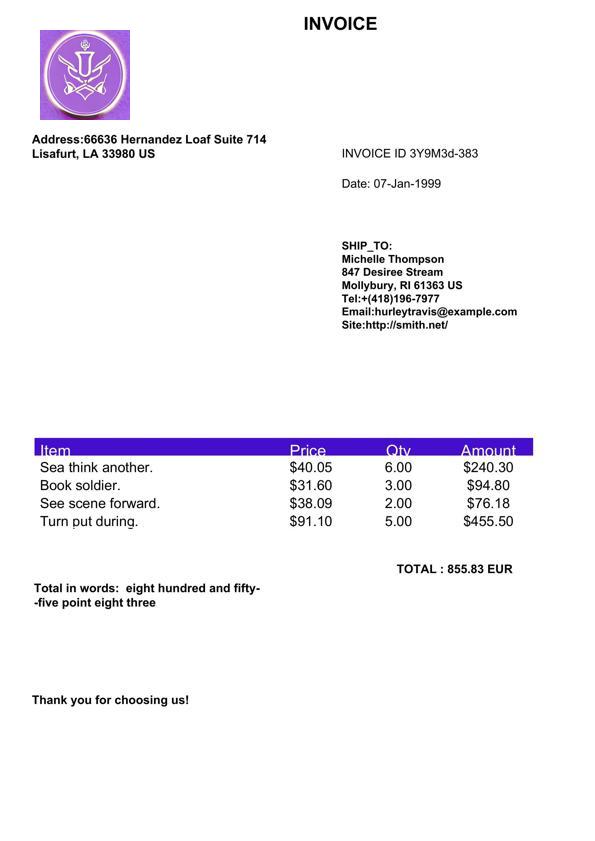 INVOICE
Address:66636 Hernandez Loaf Suite 714
Lisafurt, LA 33980 US
INVOICE ID 3Y9M3d-383
Date: 07-Jan-1999
SHIP_TO:
Michelle Thompson
847 Desiree Stream
Mollybury, RI 61363 US
Tel:+(418)196-7977
Email:hurleytravis@example.com
Site:http://smith.net/
Item Price Qty Amount
Sea think another. $40.05 6.00 $240.30
Book soldier. $31.60 3.00 $94.80
See scene forward. $38.09 2.00 $76.18
Turn put during. $91.10 5.00 $455.50
TOTAL : 855.83 EUR
Total in words:  eight hundred and fifty-
-five point eight three
Thank you for choosing us!